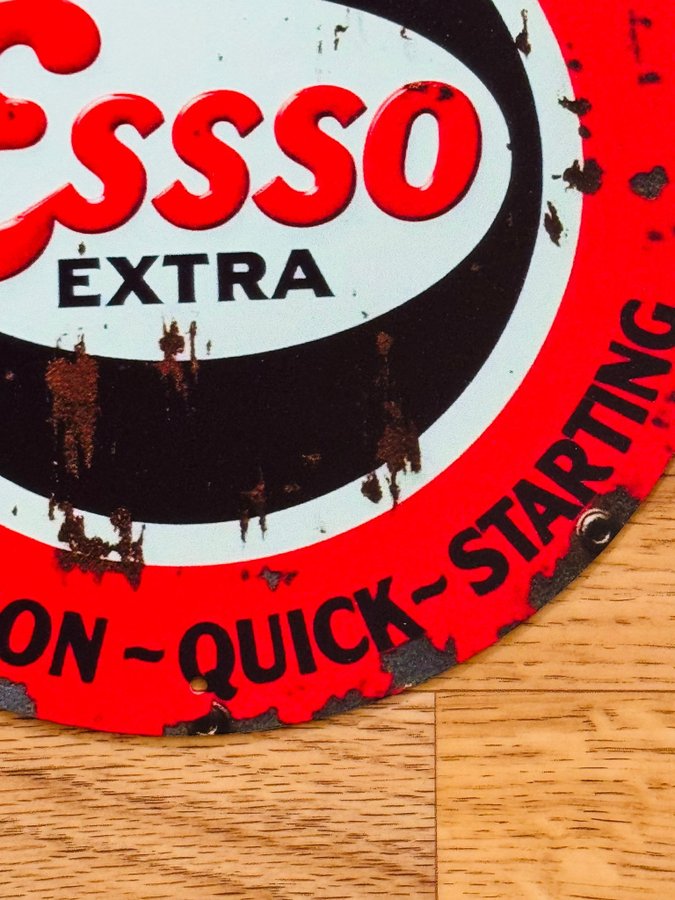 Essso
EXTRA
ON ~ QUICK ~ STARTING